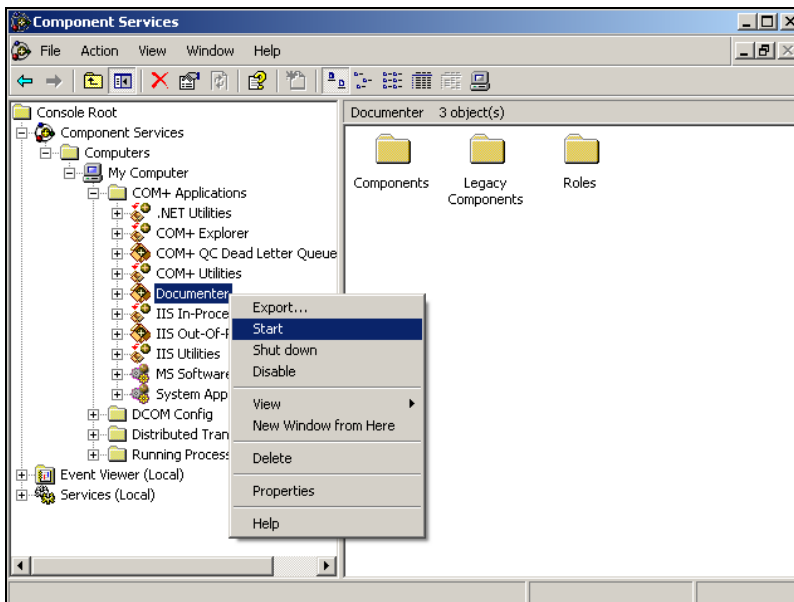 Component Services
File Action View Window Help
Console Root
Component Services
Computers
My Computer
COM+ Applications
.NET Utilities
COM+ Explorer
COM+ QC Dead Letter Queue
COM+ Utilities
Documenter
IIS In-Proce
IIS Out-Of-P
IIS Utilities
MS Software
System App
DCOM Config
Distributed Tran
Running Process
Event Viewer (Local)
Services (Local)
Export...
Start
Shut down
Disable
View
New Window from Here
Delete
Properties
Help
Documenter 3 object(s)
Components
Legacy
Components
Roles